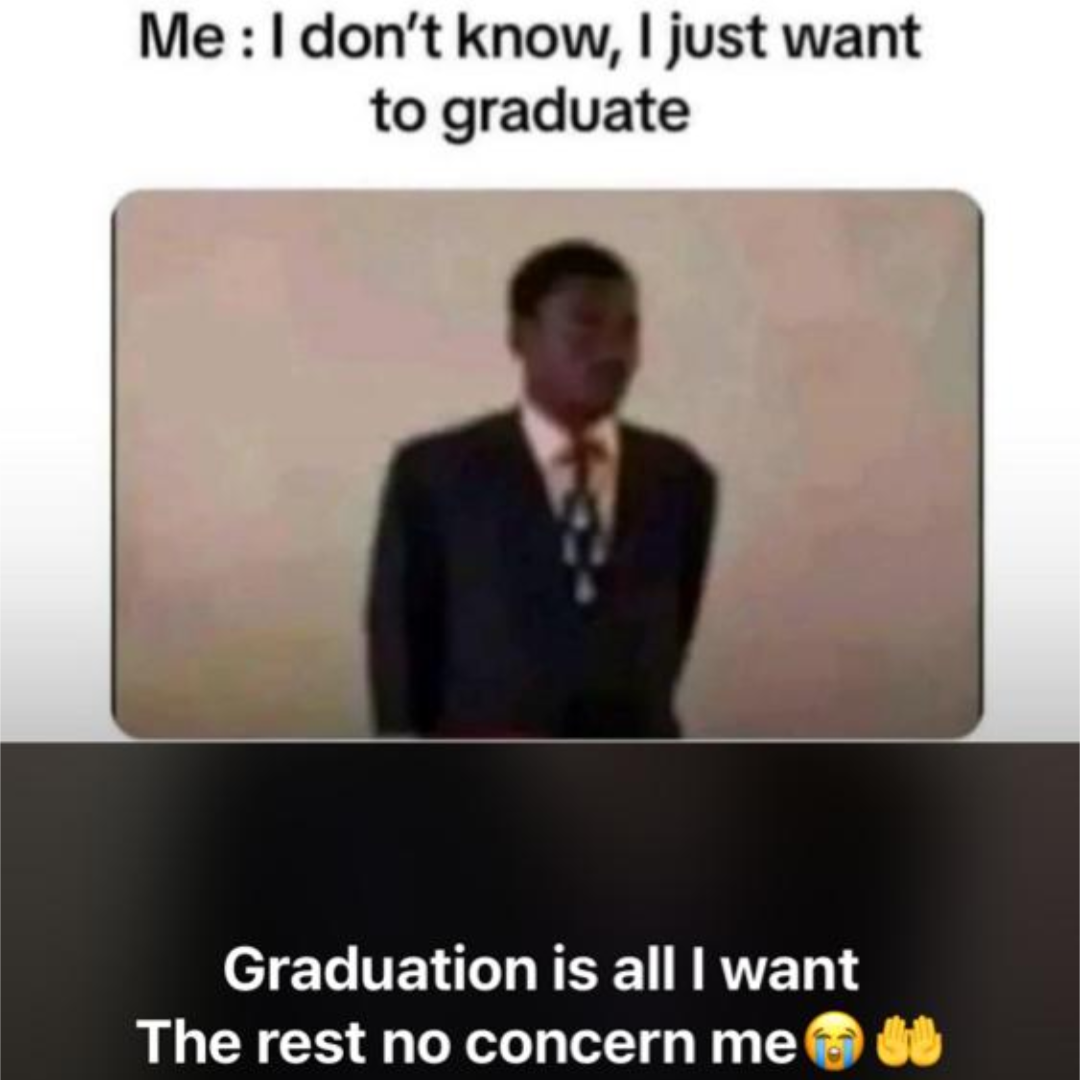 Me : I don't know, I just want
to graduate
Graduation is all I want
The rest no concern me😭🤲